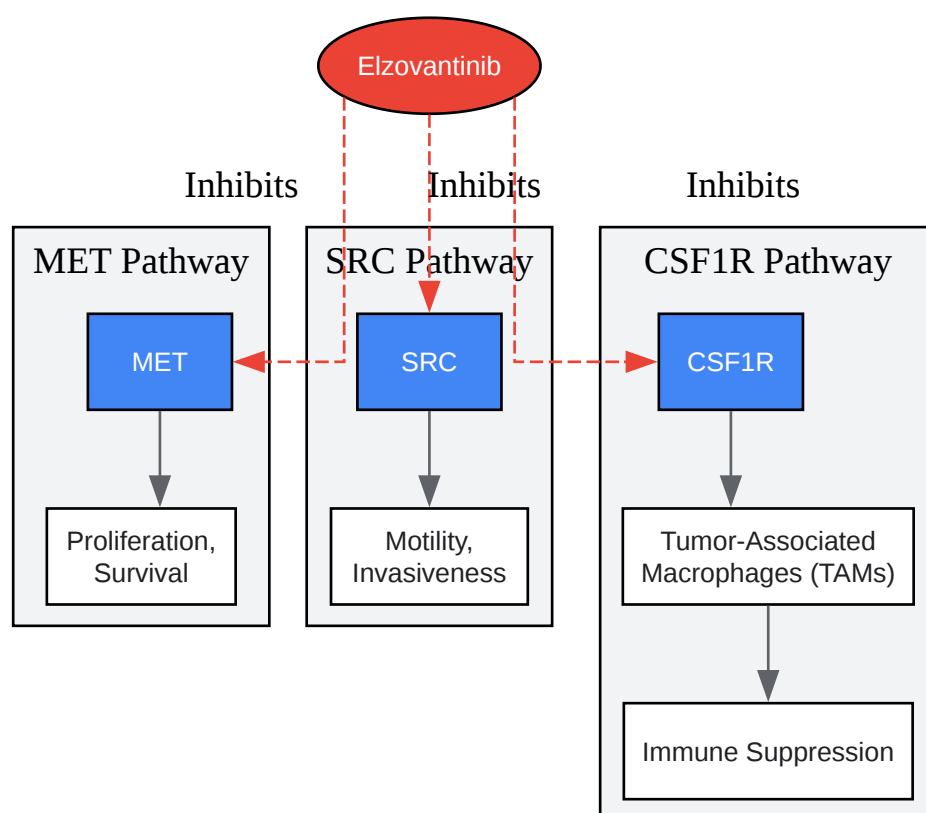 Elzovantinib
Inhibits
Inhibits
Inhibits
MET Pathway
SRC Pathway
CSF1R Pathway
MET
SRC
CSF1R
Proliferation,
Survival
Motility,
Invasiveness
Tumor-Associated
Macrophages (TAMs)
Immune Suppression